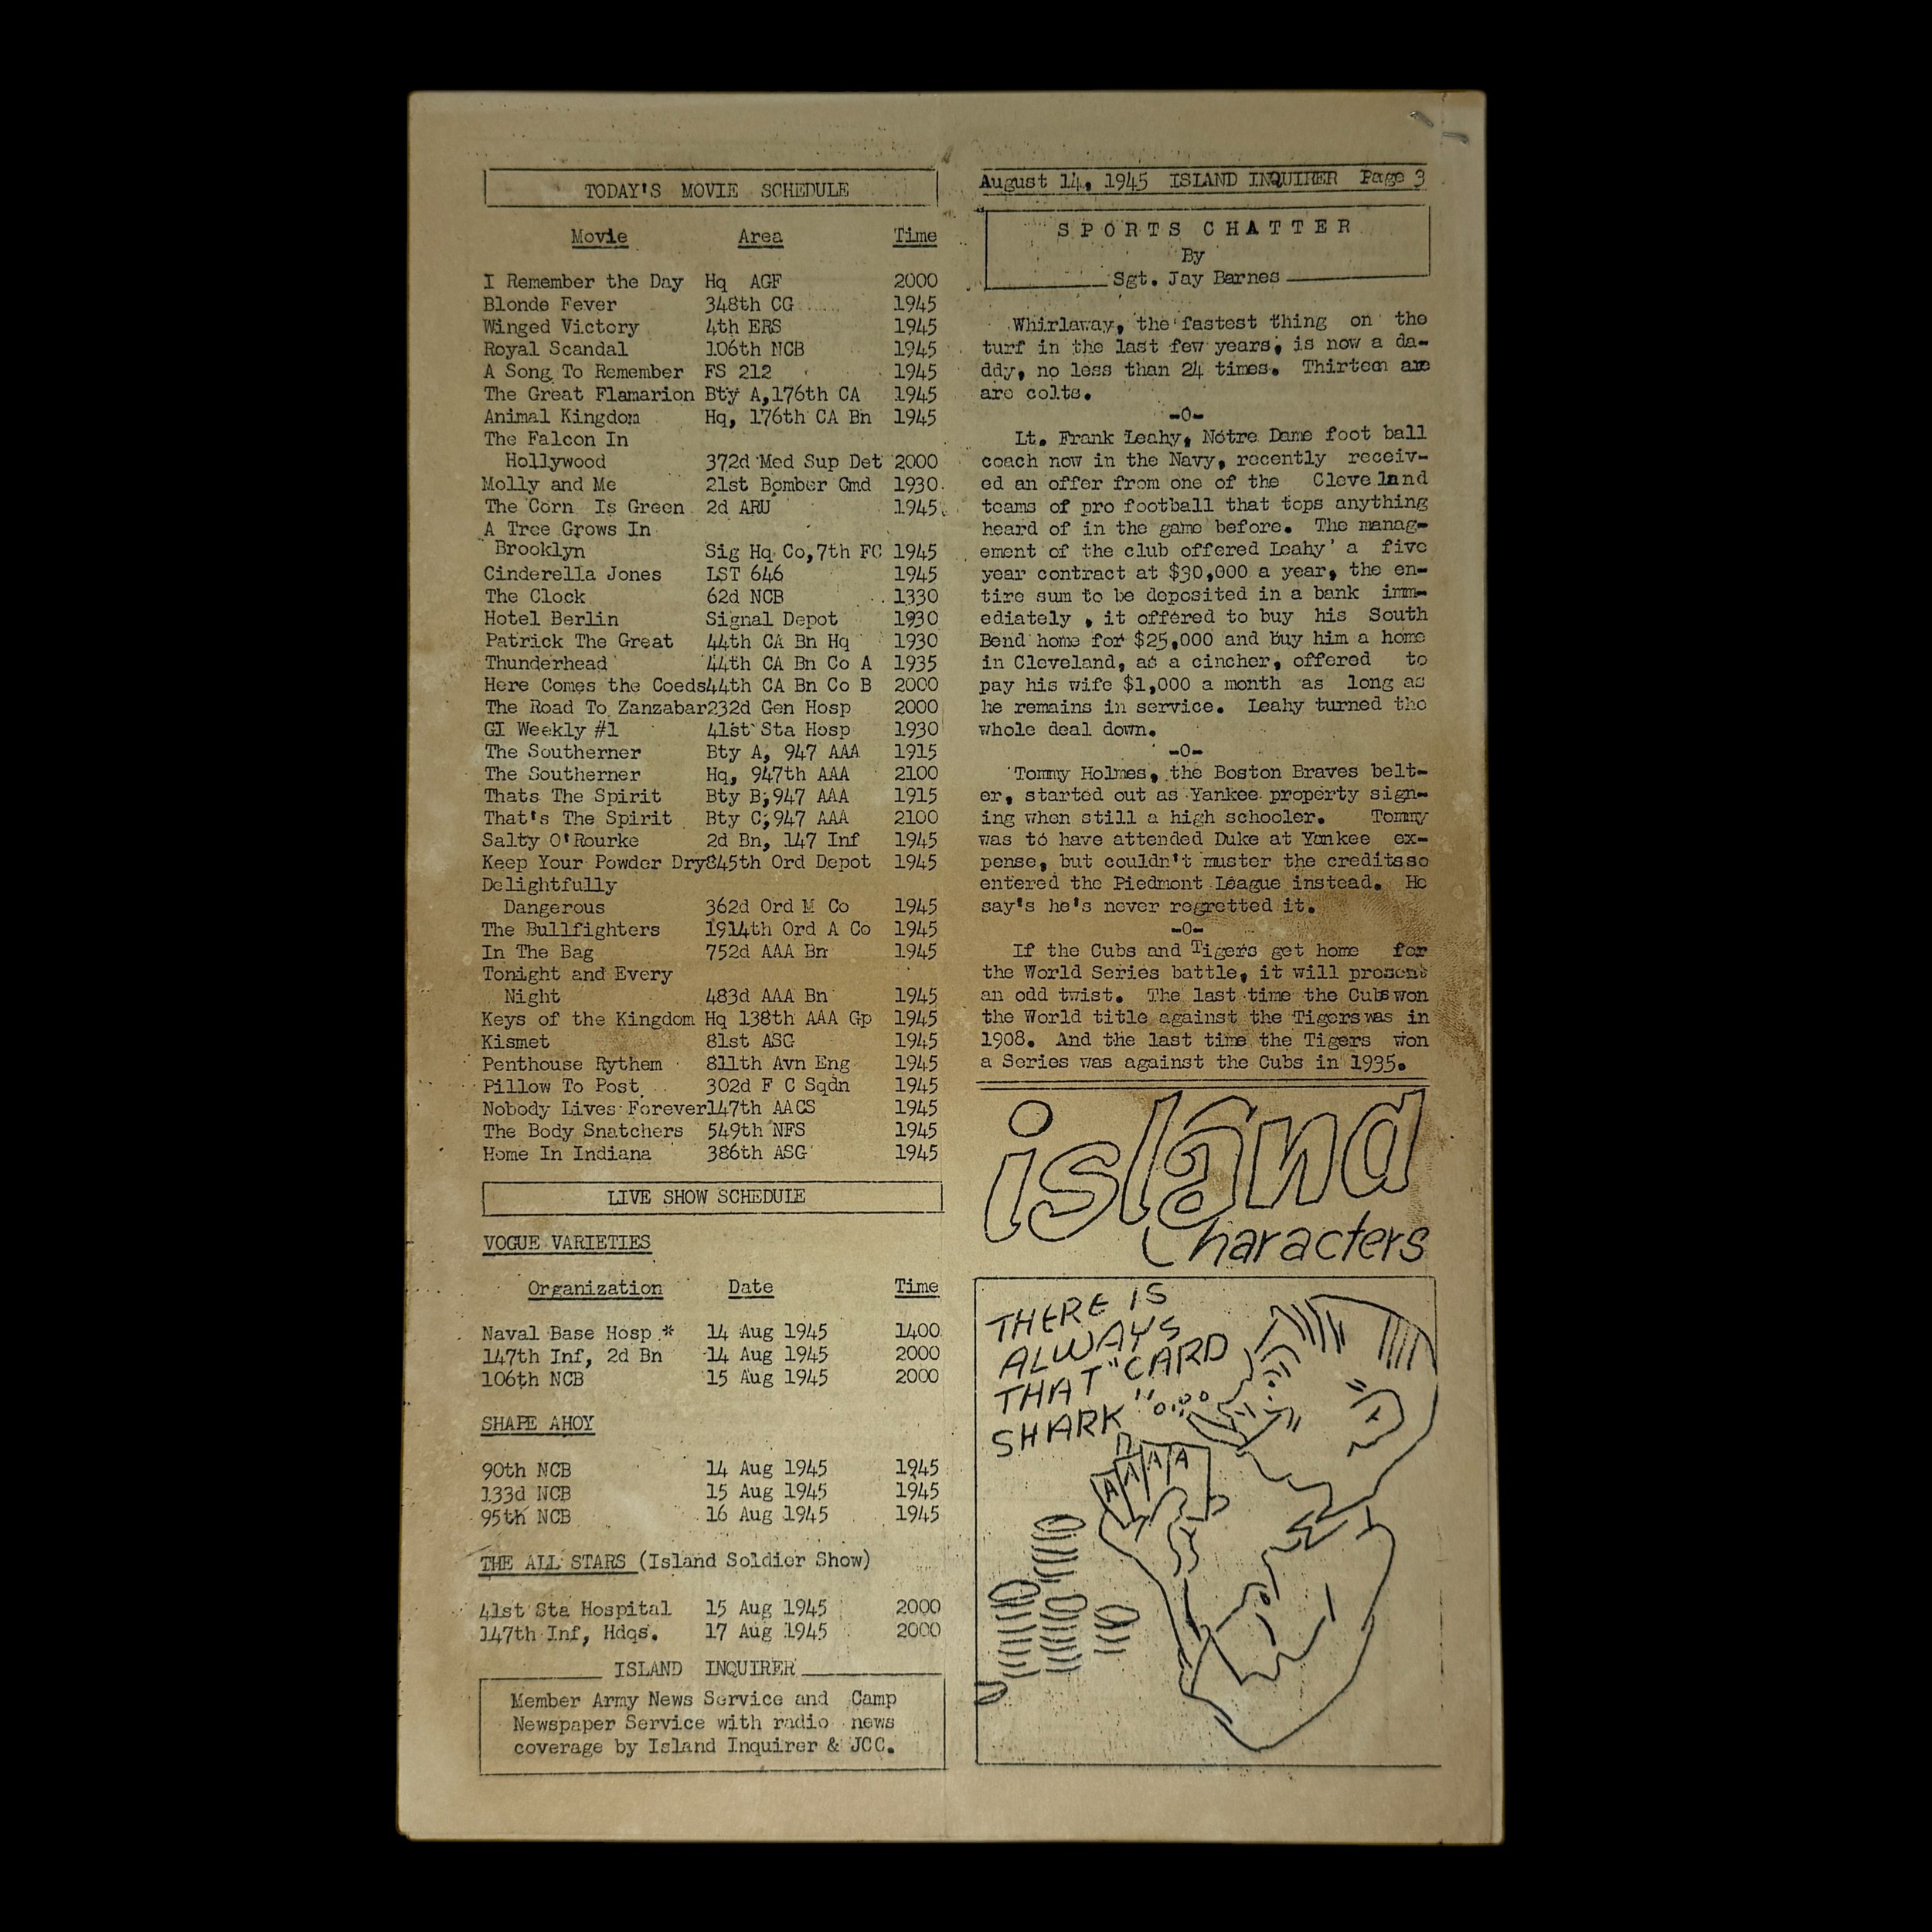 TODAY'S MOVIE SCHEDULE
Movie Area Time
I Remember the Day Hq AGF 2000
Blonde Fever 348th CG 1945
Winged Victory 4th ERS 1945
Royal Scandal 106th NCB 1945
A Song To Remember FS 212 1945
The Great Flamarion Bty A,176th CA 1945
Animal Kingdom Hq, 176th CA Bn 1945
The Falcon In
Hollywood 372d Med Sup Det 2000
Molly and Me 21st Bomber Cmd 1930
The Corn Is Green 2d ARU 1945
A Tree Grows In
Brooklyn Sig Hq Co,7th FC 1945
Cinderella Jones LST 646 1945
The Clock 62d NCB 1330
Hotel Berlin Signal Depot 1930
Patrick The Great 44th CA Bn Hq 1930
Thunderhead 44th CA Bn Co A 1935
Here Comes the Coeds44th CA Bn Co B 2000
The Road To Zanzabar232d Gen Hosp 2000
GI Weekly #1 41st Sta Hosp 1930
The Southerner Bty A, 947 AAA 1915
The Southerner Hq, 947th AAA 2100
Thats The Spirit Bty B,947 AAA 1915
That's The Spirit Bty C,947 AAA 2100
Salty O'Rourke 2d Bn, 147 Inf 1945
Keep Your Powder Dry845th Ord Depot 1945
Delightfully
Dangerous 362d Ord M Co 1945
The Bullfighters 1914th Ord A Co 1945
In The Bag 752d AAA Bn 1945
Tonight and Every
Night 483d AAA Bn 1945
Keys of the Kingdom Hq 138th AAA Gp 1945
Kismet 81st ASG 1945
Penthouse Rythem 811th Avn Eng 1945
Pillow To Post 302d F C Sqdn 1945
Nobody Lives Forever147th AACS 1945
The Body Snatchers 549th NFS 1945
Home In Indiana 386th ASG 1945
LIVE SHOW SCHEDULE
VOGUE VARIETIES
Organization Date Time
Naval Base Hosp * 14 Aug 1945 1400
147th Inf, 2d Bn 14 Aug 1945 2000
106th NCB 15 Aug 1945 2000
SHAPE AHOY
90th NCB 14 Aug 1945 1945
133d NCB 15 Aug 1945 1945
95th NCB 16 Aug 1945 1945
THE ALL STARS (Island Soldier Show)
41st Sta Hospital 15 Aug 1945 2000
147th Inf, Hdqs. 17 Aug 1945 2000
ISLAND INQUIRER
Member Army News Service and Camp
Newspaper Service with radio news
coverage by Island Inquirer & JCC.
August 14, 1945 ISLAND INQUIRER Page 3
SPORTS CHATTER
By
Sgt. Jay Barnes
Whirlaway, the fastest thing on the
turf in the last few years, is now a da-
ddy, no less than 24 times. Thirteen are
are colts.
-0-
Lt. Frank Leahy, Notre Dame foot ball
coach now in the Navy, recently receiv-
ed an offer from one of the Cleveland
teams of pro football that tops anything
heard of in the game before. The manag-
ement of the club offered Leahy' a five
year contract at $30,000 a year, the en-
tire sum to be deposited in a bank imm-
ediately , it offered to buy his South
Bend home for $25,000 and buy him a home
in Cleveland, as a cincher, offered to
pay his wife $1,000 a month as long as
he remains in service. Leahy turned the
whole deal down.
-0-
Tommy Holmes, the Boston Braves belt-
er, started out as Yankee property sign-
ing when still a high schooler. Tommy
was to have attended Duke at Yankee ex-
pense, but couldn't muster the creditsso
entered the Piedmont League instead. He
say's he's never regretted it.
-0-
If the Cubs and Tigers get home for
the World Series battle, it will present
an odd twist. The last time the Cubs won
the World title against the Tigers was in
1908. And the last time the Tigers won
a Series was against the Cubs in 1935.
island
Characters
THERE IS
ALWAYS
THAT "CARD
SHARK"....
A A A A